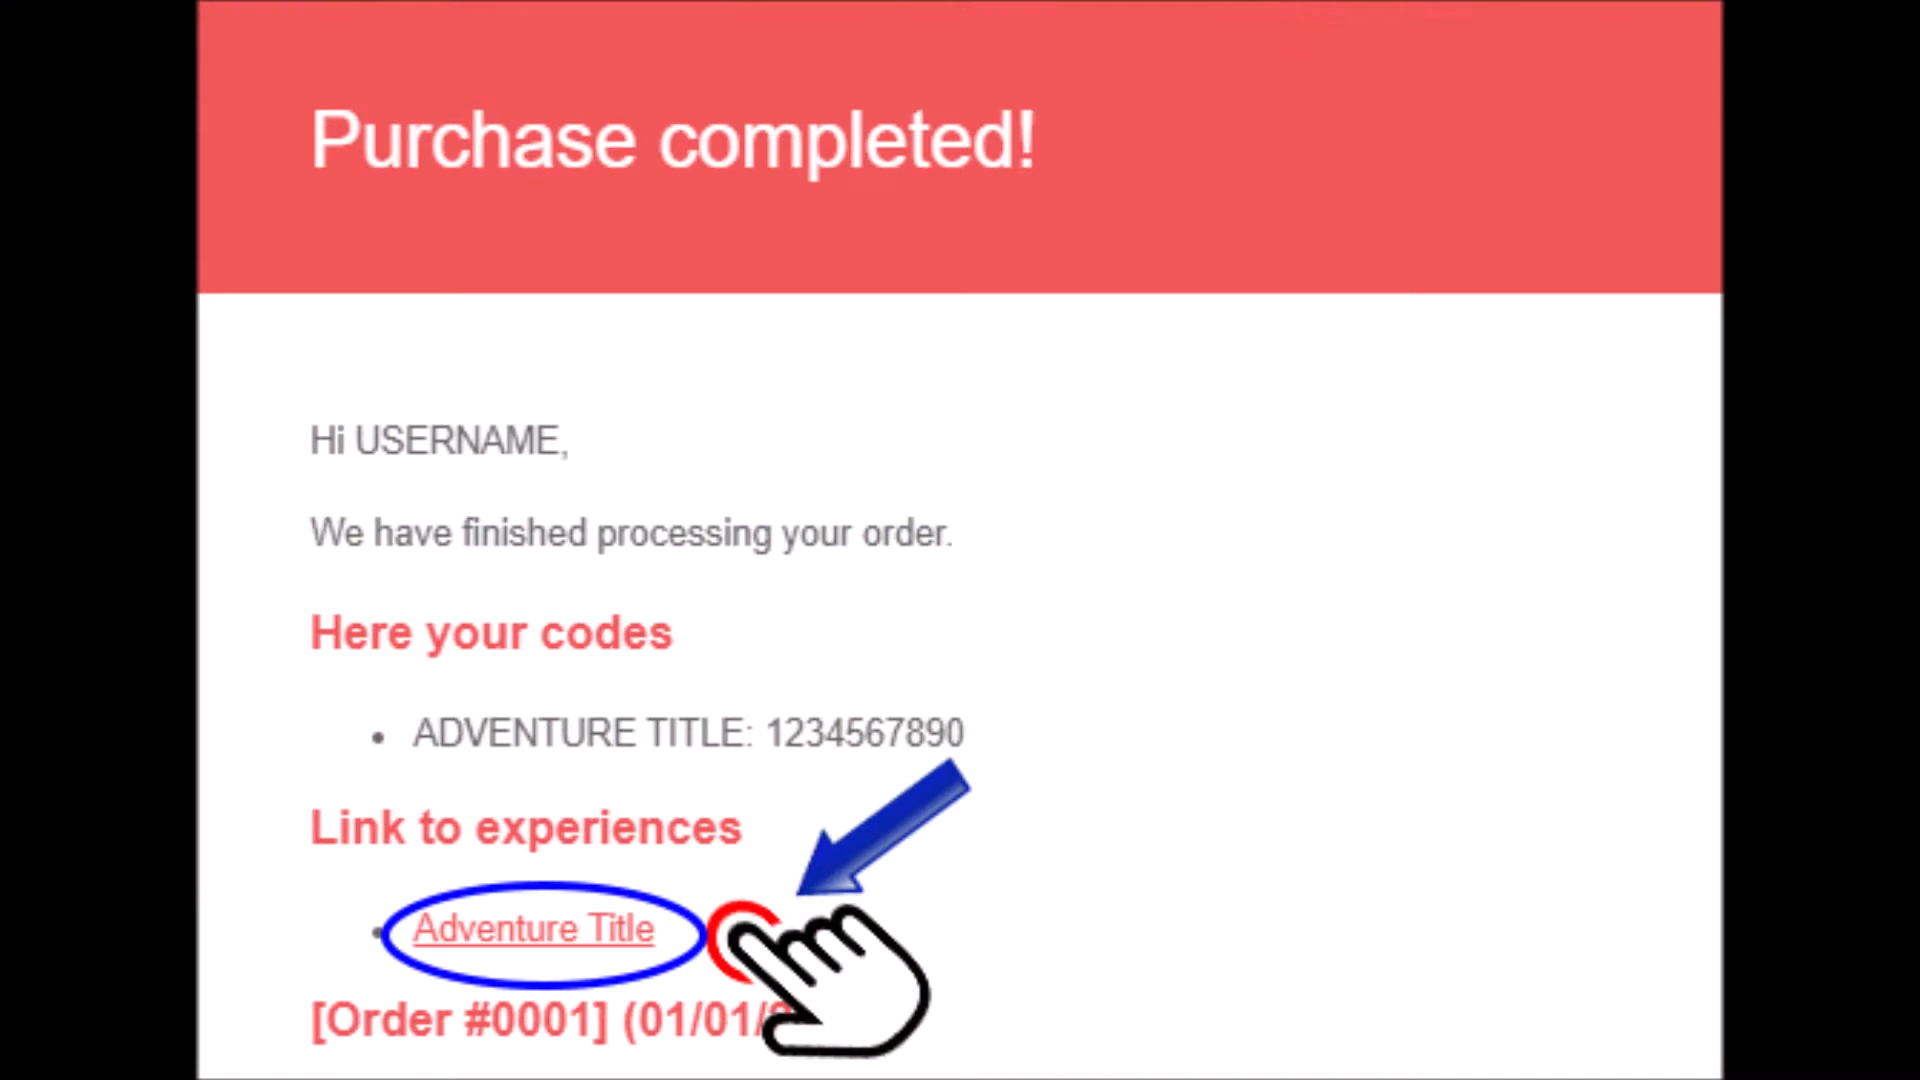 Purchase completed!
Hi USERNAME,
We have finished processing your order.
Here your codes
• ADVENTURE TITLE: 1234567890
Link to experiences
• Adventure Title
[Order #0001] (01/01/